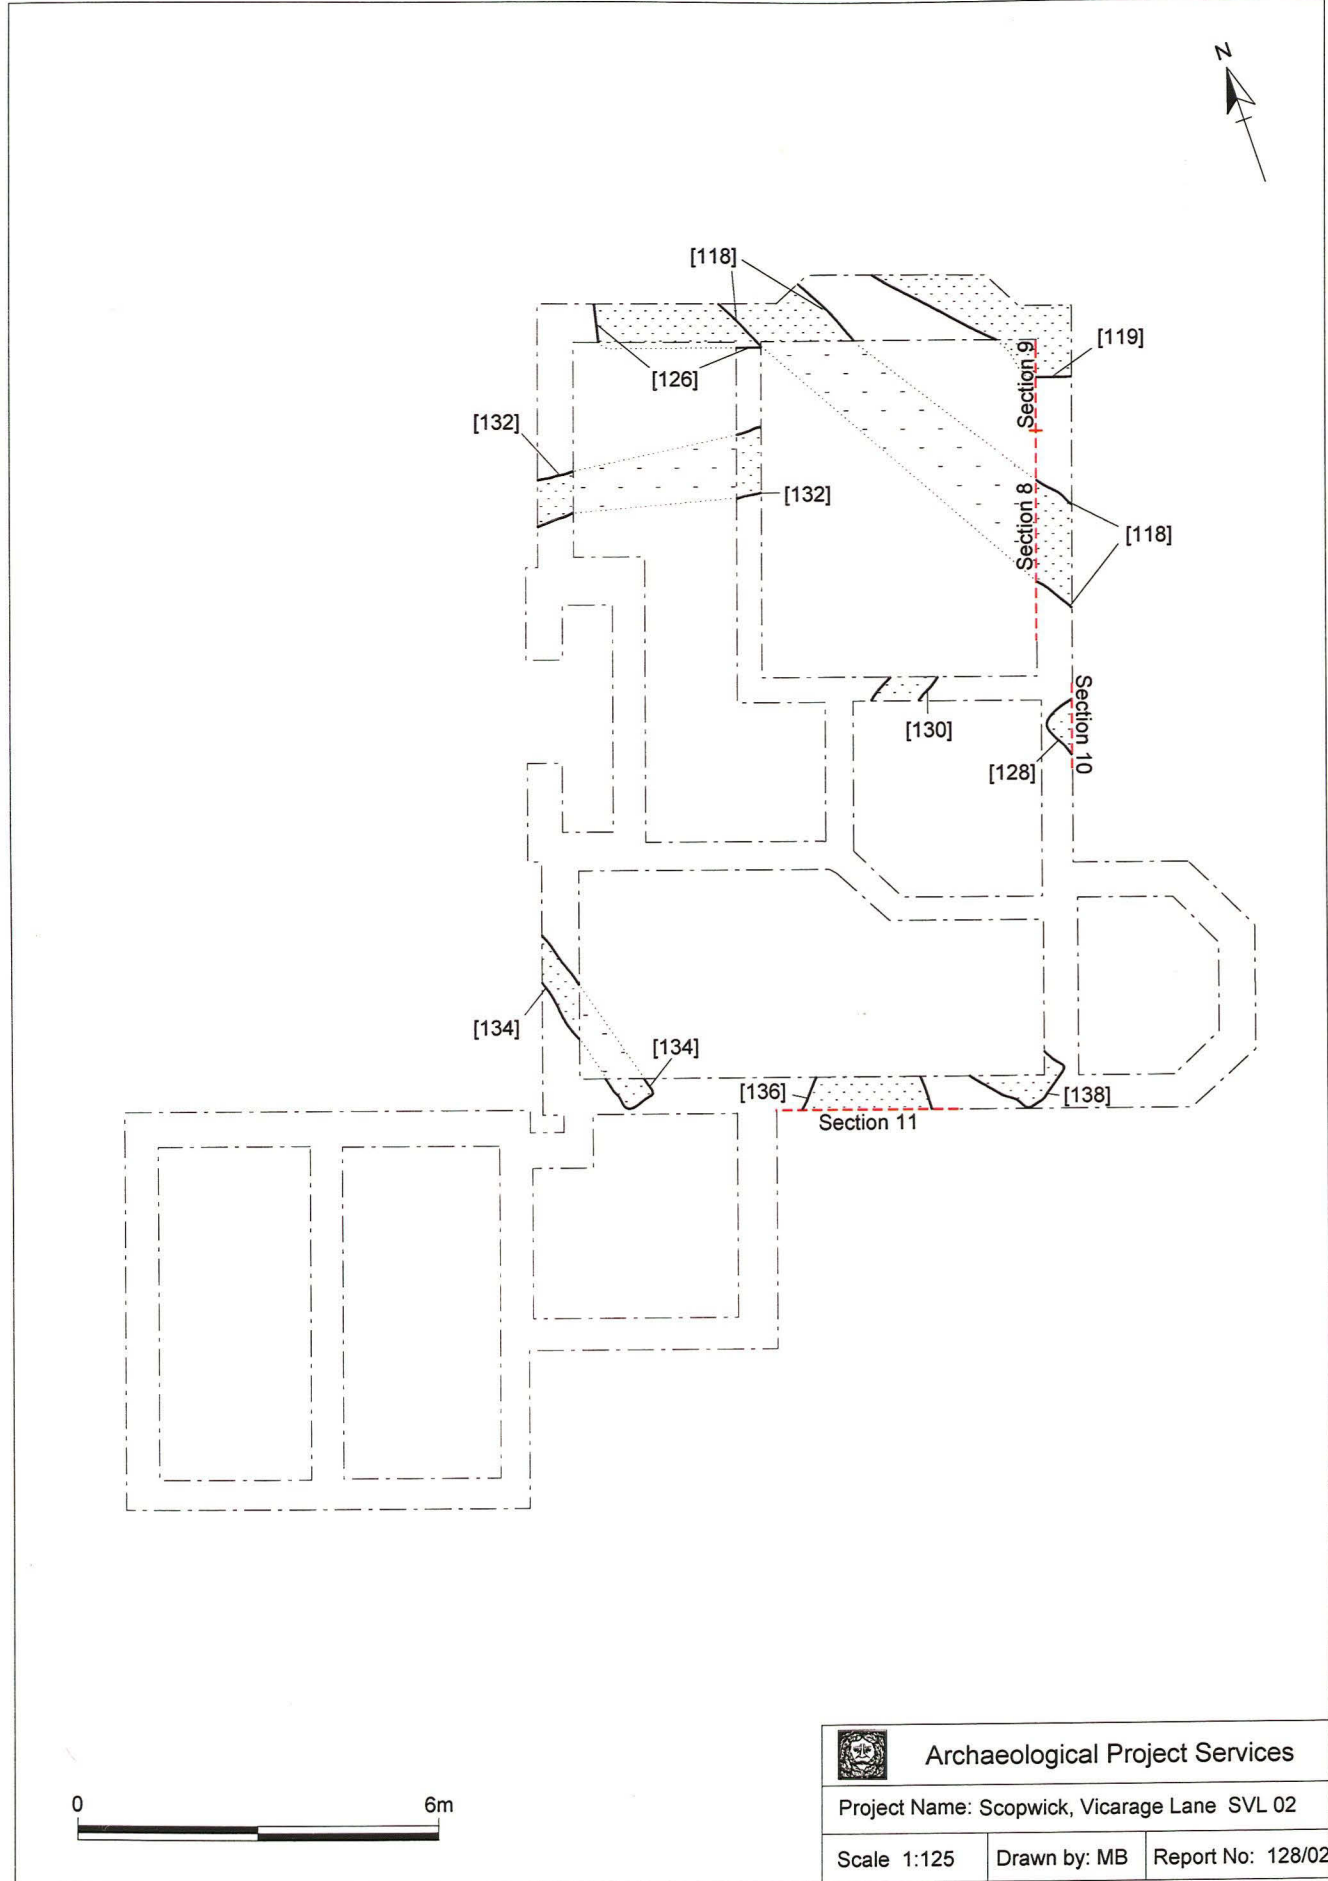 N
[118]
[119]
[126]
Section 9
[132]
[132]
Section 8
[118]
[130]
Section 10
[128]
[134]
[134]
[136]
[138]
Section 11
0 6m
Archaeological Project Services
Project Name: Scopwick, Vicarage Lane SVL 02
Scale 1:125 Drawn by: MB Report No: 128/02